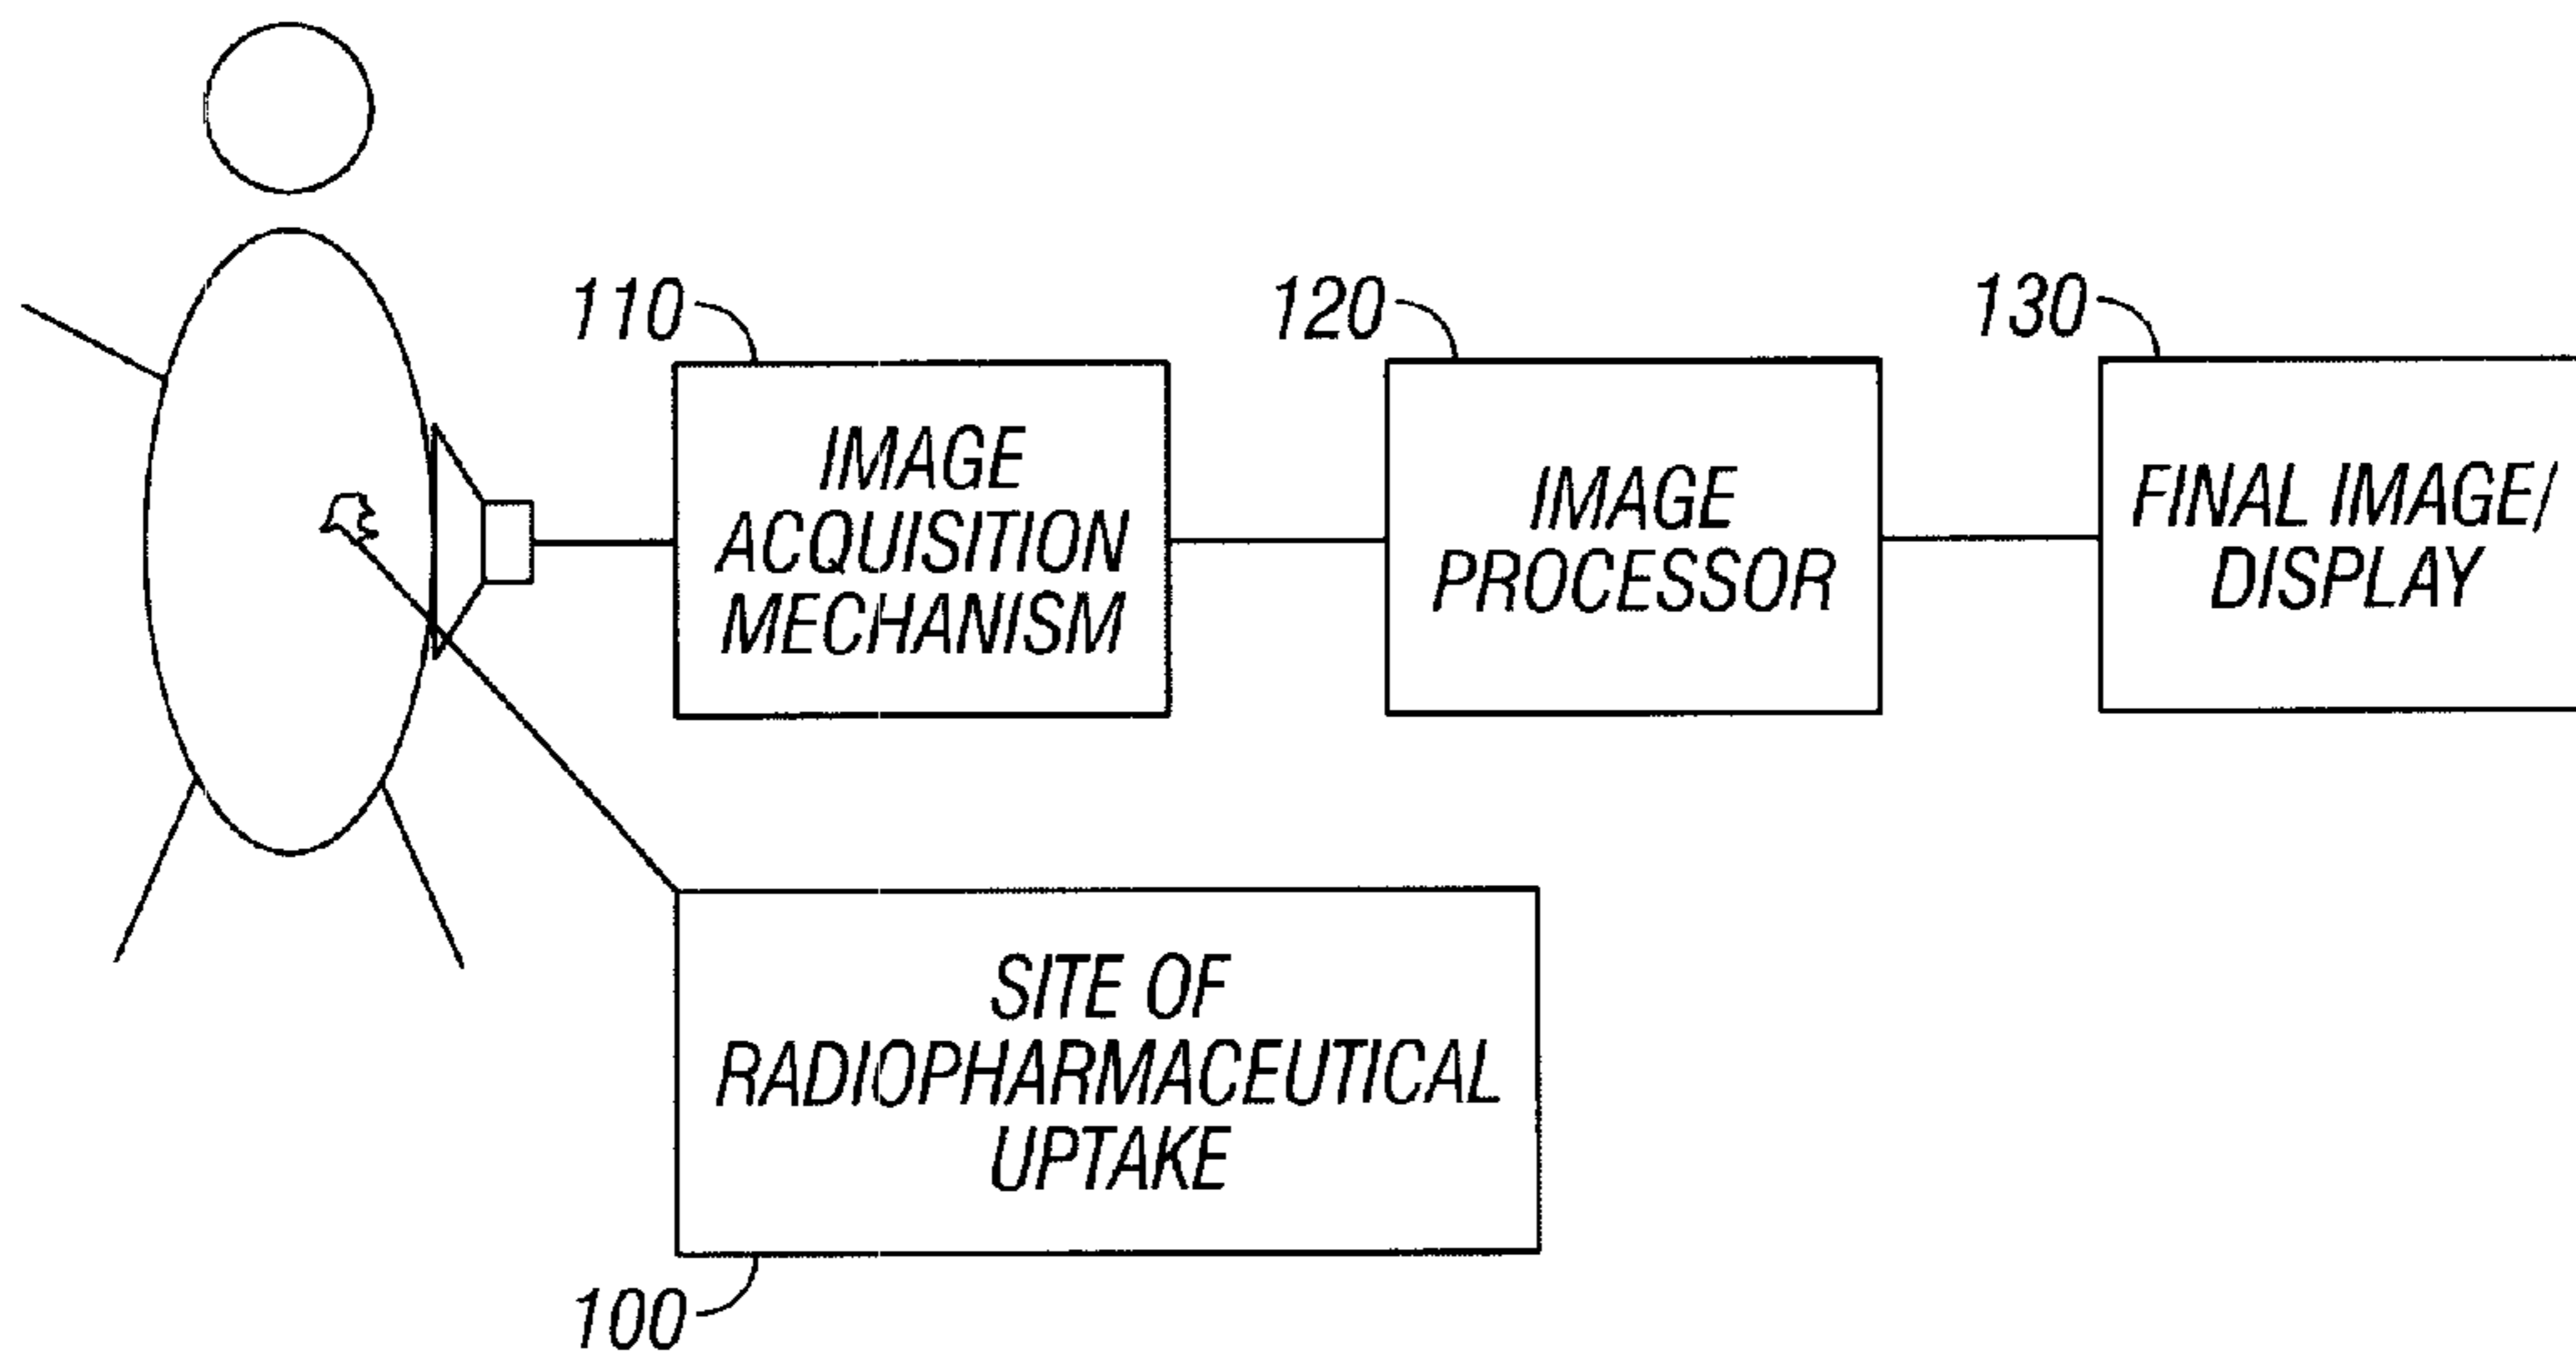 110
IMAGE
ACQUISITION
MECHANISM
120
IMAGE
PROCESSOR
130
FINAL IMAGE/
DISPLAY
SITE OF
RADIOPHARMACEUTICAL
UPTAKE
100